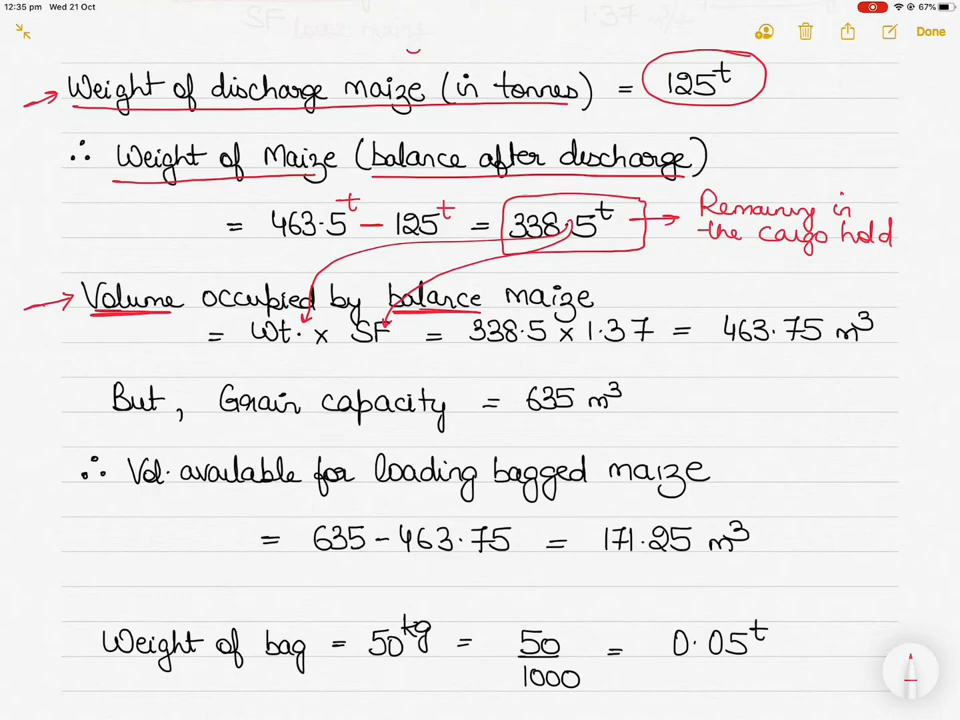 12:35 pm Wed 21 Oct
67%
SF 1.37
Done
→ Weight of discharge maize (in tonnes) = 125t
∴ Weight of Maize (balance after discharge)
= 463.5t − 125t = 338.5t → Remaining in
the cargo hold
→ Volume occupied by balance maize
= Wt. x SF = 338.5 x 1.37 = 463.75 m³
But, Grain capacity = 635 m³
∴ Vol. available for loading bagged maize
= 635 − 463.75 = 171.25 m³
Weight of bag = 50kg = 50 = 0.05t
1000